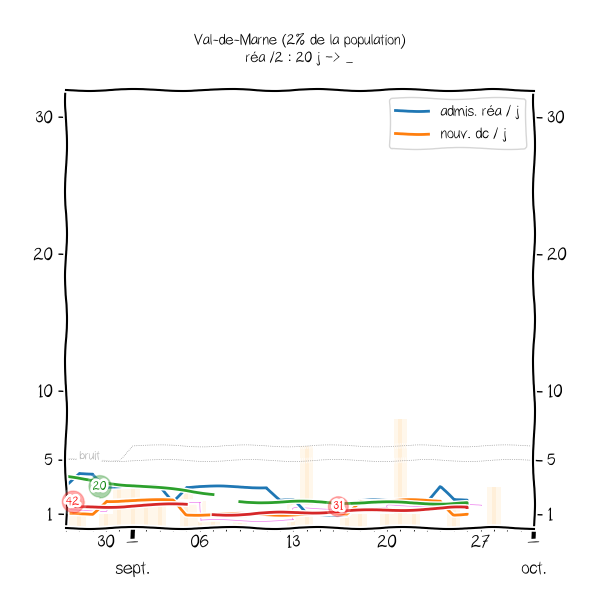 Val-de-Marne (2% de la population)
réa /2 : 20 j -> _
admis. réa / j
nouv. dc / j
30
30
20
20
10
10
5
bruit
5
20
42
31
1
1
30
06
13
20
27
sept.
oct.